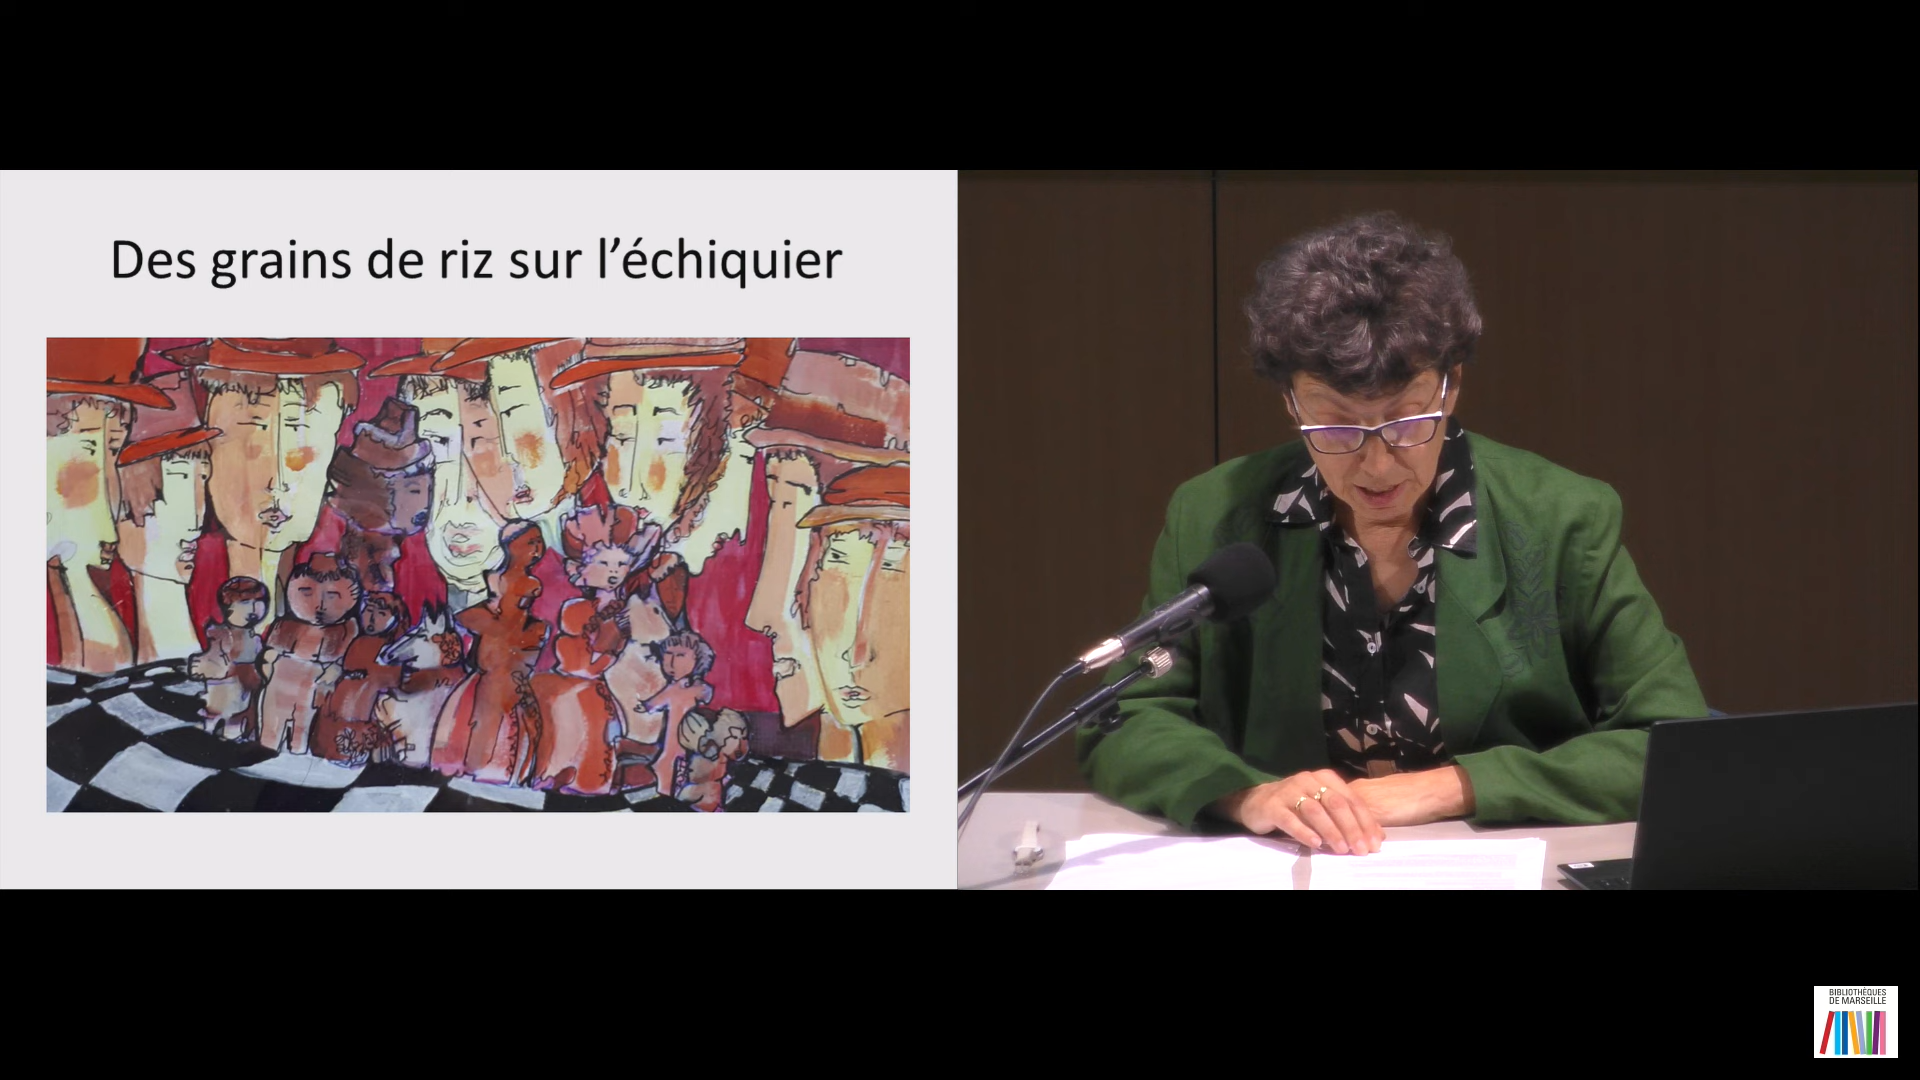 Des grains de riz sur l’échiquier
BIBLIOTHÈQUES
DE MARSEILLE